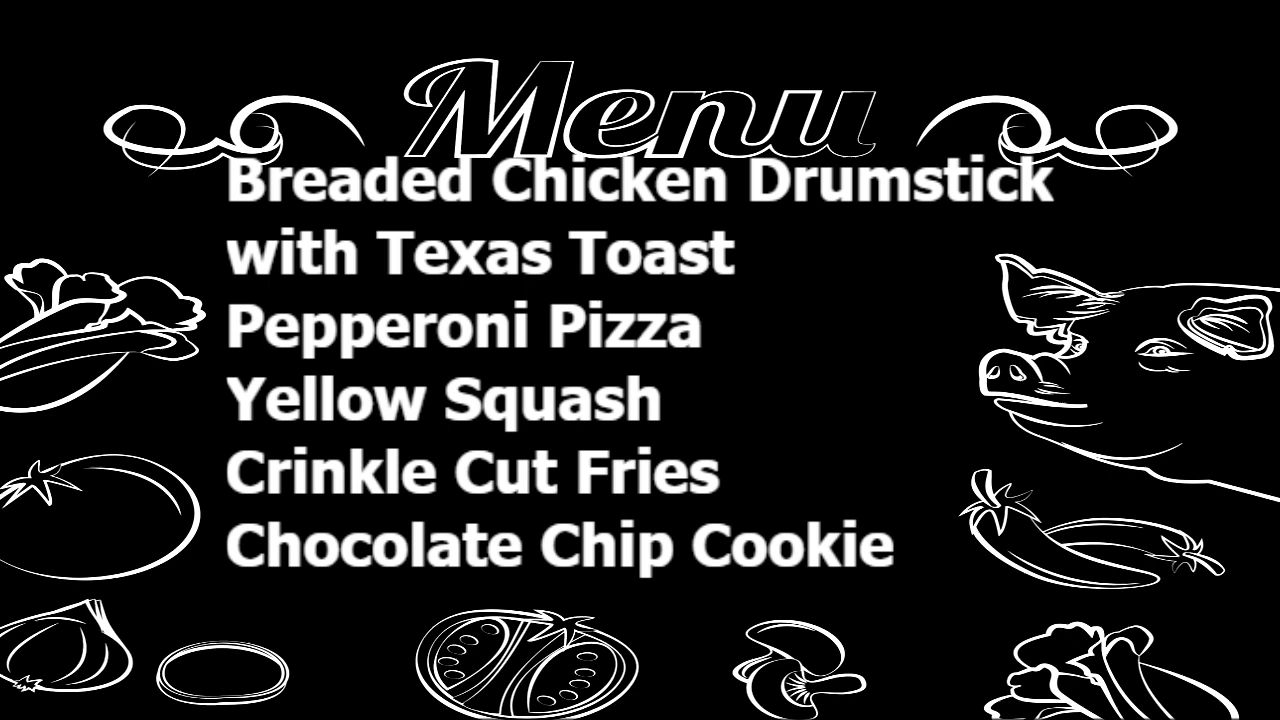 Menu
Breaded Chicken Drumstick
with Texas Toast
Pepperoni Pizza
Yellow Squash
Crinkle Cut Fries
Chocolate Chip Cookie